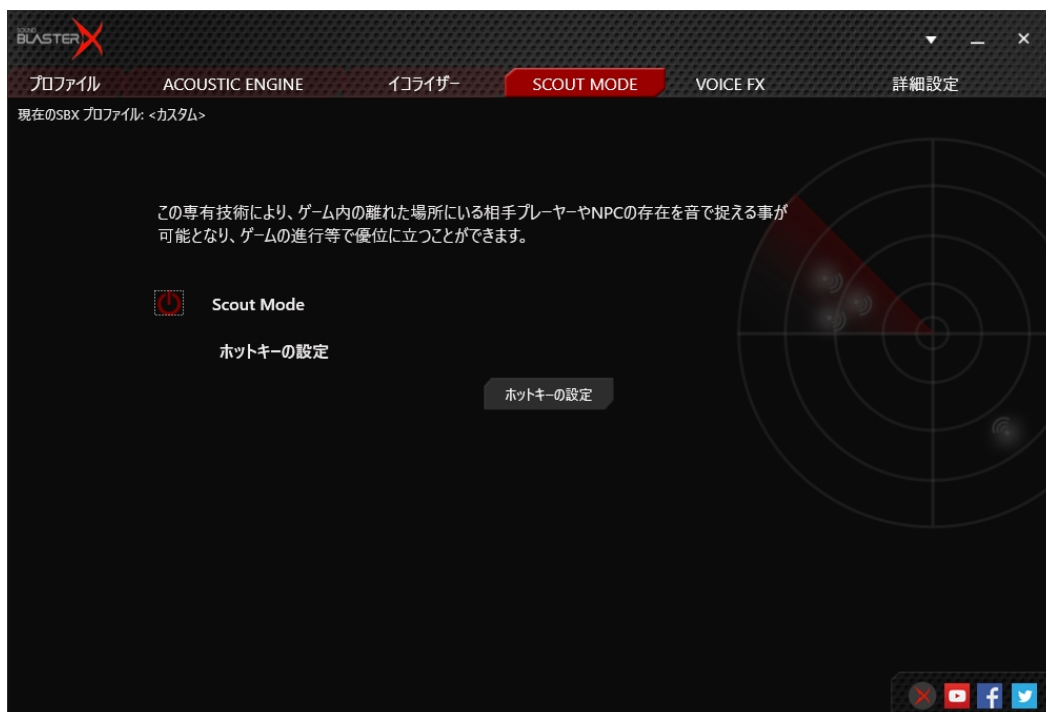 SOUND
BLASTERX
プロファイル ACOUSTIC ENGINE イコライザー SCOUT MODE VOICE FX 詳細設定
現在のSBX プロファイル: <カスタム>
この専有技術により、ゲーム内の離れた場所にいる相手プレーヤーやNPCの存在を音で捉える事が
可能となり、ゲームの進行等で優位に立つことができます。
Scout Mode
ホットキーの設定
ホットキーの設定